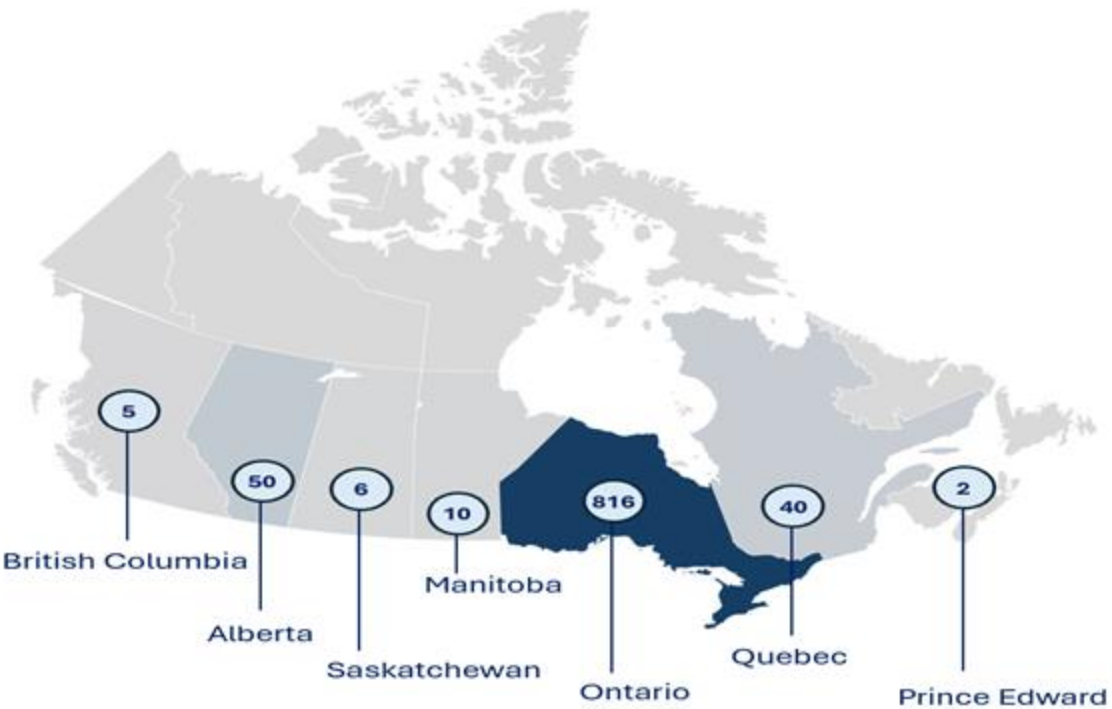 5
50
6
10
816
40
2
British Columbia
Manitoba
Alberta
Saskatchewan
Quebec
Ontario
Prince Edward